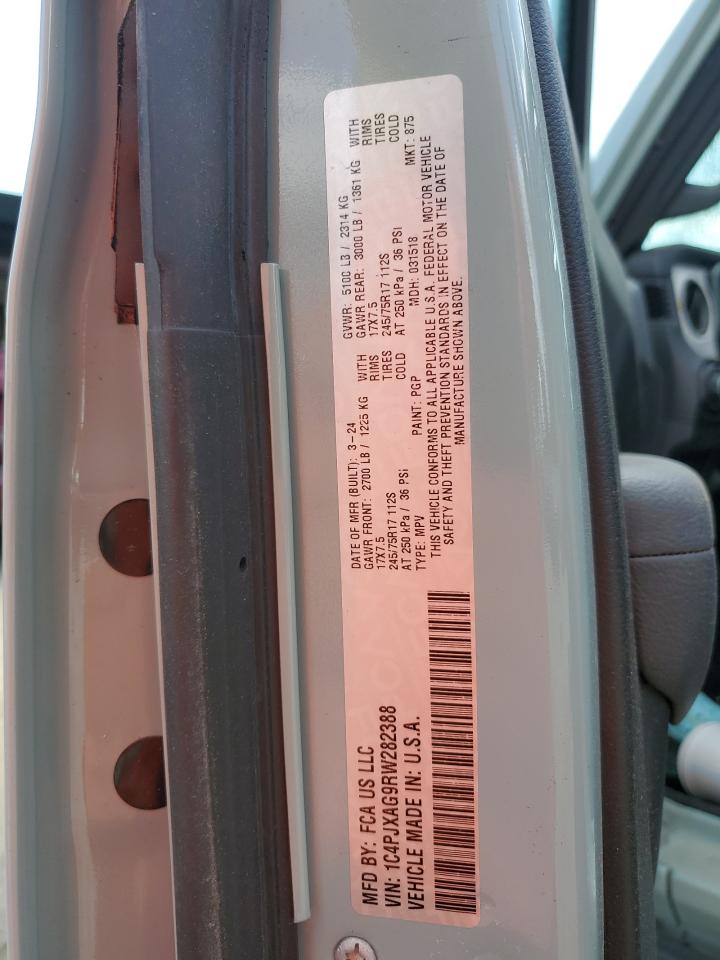 MFD BY: FCA US LLC
VIN: 1C4PJXAG9RW282388
VEHICLE MADE IN: U.S.A.
DATE OF MFR (BUILT): 3-24
GAWR FRONT: 2700 LB / 1225 KG WITH
17X7.5 RIMS
245/75R17 112S TIRES
AT 250 kPa / 36 PSi COLD
GVWR: 5100 LB / 2314 KG
GAWR REAR: 3000 LB / 1361 KG WITH
17X7.5 RIMS
245/75R17 112S TIRES
AT 250 kPa / 36 PSi COLD
TYPE: MPV PAINT: PGP MDH: 031518 MKT: 875
THIS VEHICLE CONFORMS TO ALL APPLICABLE U.S.A. FEDERAL MOTOR VEHICLE
SAFETY AND THEFT PREVENTION STANDARDS IN EFFECT ON THE DATE OF
MANUFACTURE SHOWN ABOVE.